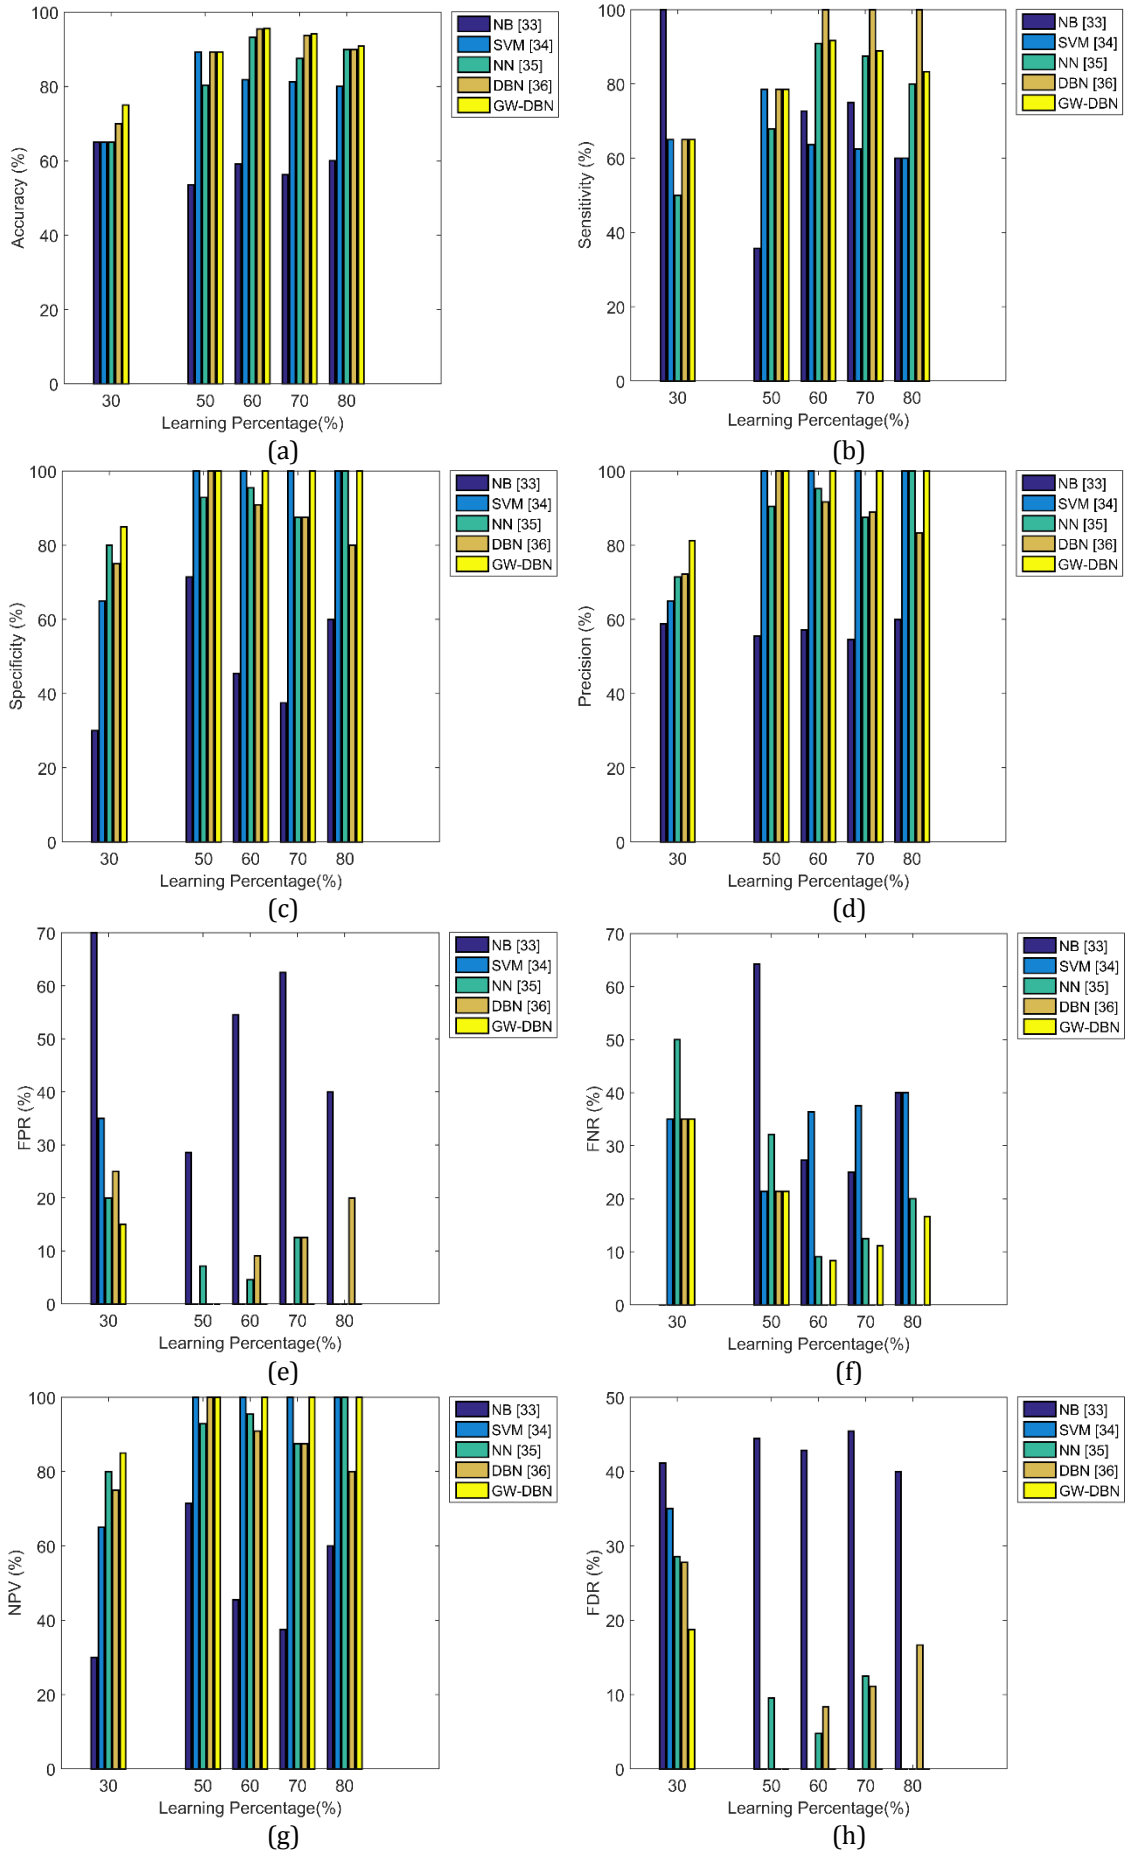 100
80
60
40
20
0
Accuracy (%)
30 50 60 70 80
Learning Percentage(%)
NB [33]
SVM [34]
NN [35]
DBN [36]
GW-DBN
(a)
100
80
60
40
20
0
Sensitivity (%)
30 50 60 70 80
Learning Percentage(%)
NB [33]
SVM [34]
NN [35]
DBN [36]
GW-DBN
(b)
100
80
60
40
20
0
Specificity (%)
30 50 60 70 80
Learning Percentage(%)
NB [33]
SVM [34]
NN [35]
DBN [36]
GW-DBN
(c)
100
80
60
40
20
0
Precision (%)
30 50 60 70 80
Learning Percentage(%)
NB [33]
SVM [34]
NN [35]
DBN [36]
GW-DBN
(d)
70
60
50
40
30
20
10
0
FPR (%)
30 50 60 70 80
Learning Percentage(%)
NB [33]
SVM [34]
NN [35]
DBN [36]
GW-DBN
(e)
70
60
50
40
30
20
10
0
FNR (%)
30 50 60 70 80
Learning Percentage(%)
NB [33]
SVM [34]
NN [35]
DBN [36]
GW-DBN
(f)
100
80
60
40
20
0
NPV (%)
30 50 60 70 80
Learning Percentage(%)
NB [33]
SVM [34]
NN [35]
DBN [36]
GW-DBN
(g)
50
40
30
20
10
0
FDR (%)
30 50 60 70 80
Learning Percentage(%)
NB [33]
SVM [34]
NN [35]
DBN [36]
GW-DBN
(h)